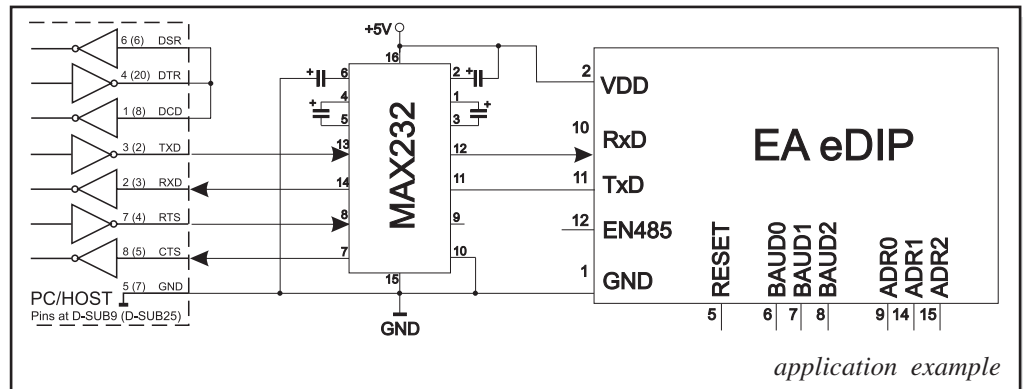 +5V
6 (6) DSR
4 (20) DTR
1 (8) DCD
3 (2) TXD
2 (3) RXD
7 (4) RTS
8 (5) CTS
5 (7) GND
PC/HOST
Pins at D-SUB9 (D-SUB25)
16
+ 6
4
+
5
13
14
8
7
15
MAX232
2 +
1
+
3
12
11
9
10
GND
2 VDD
10 RxD
11 TxD
12 EN485
1 GND
EA eDIP
RESET
BAUD0
BAUD1
BAUD2
ADR0
ADR1
ADR2
5 6 7 8 9 14 15
application example